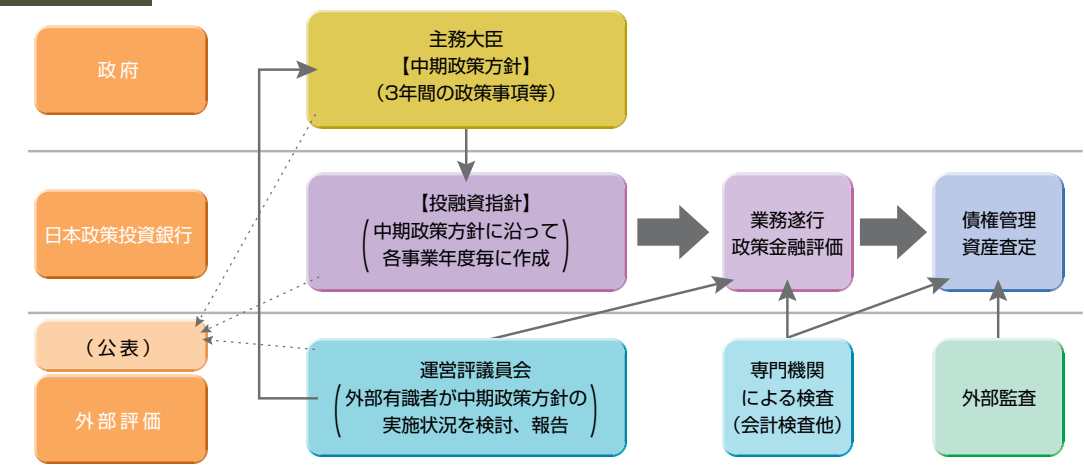 政府
主務大臣
【中期政策方針】
（3年間の政策事項等）
日本政策投資銀行
【投融資指針】
（中期政策方針に沿って
各事業年度毎に作成）
業務遂行
政策金融評価
債権管理
資産査定
（公表）
外部評価
運営評議員会
（外部有識者が中期政策方針の
実施状況を検討、報告）
専門機関
による検査
（会計検査他）
外部監査